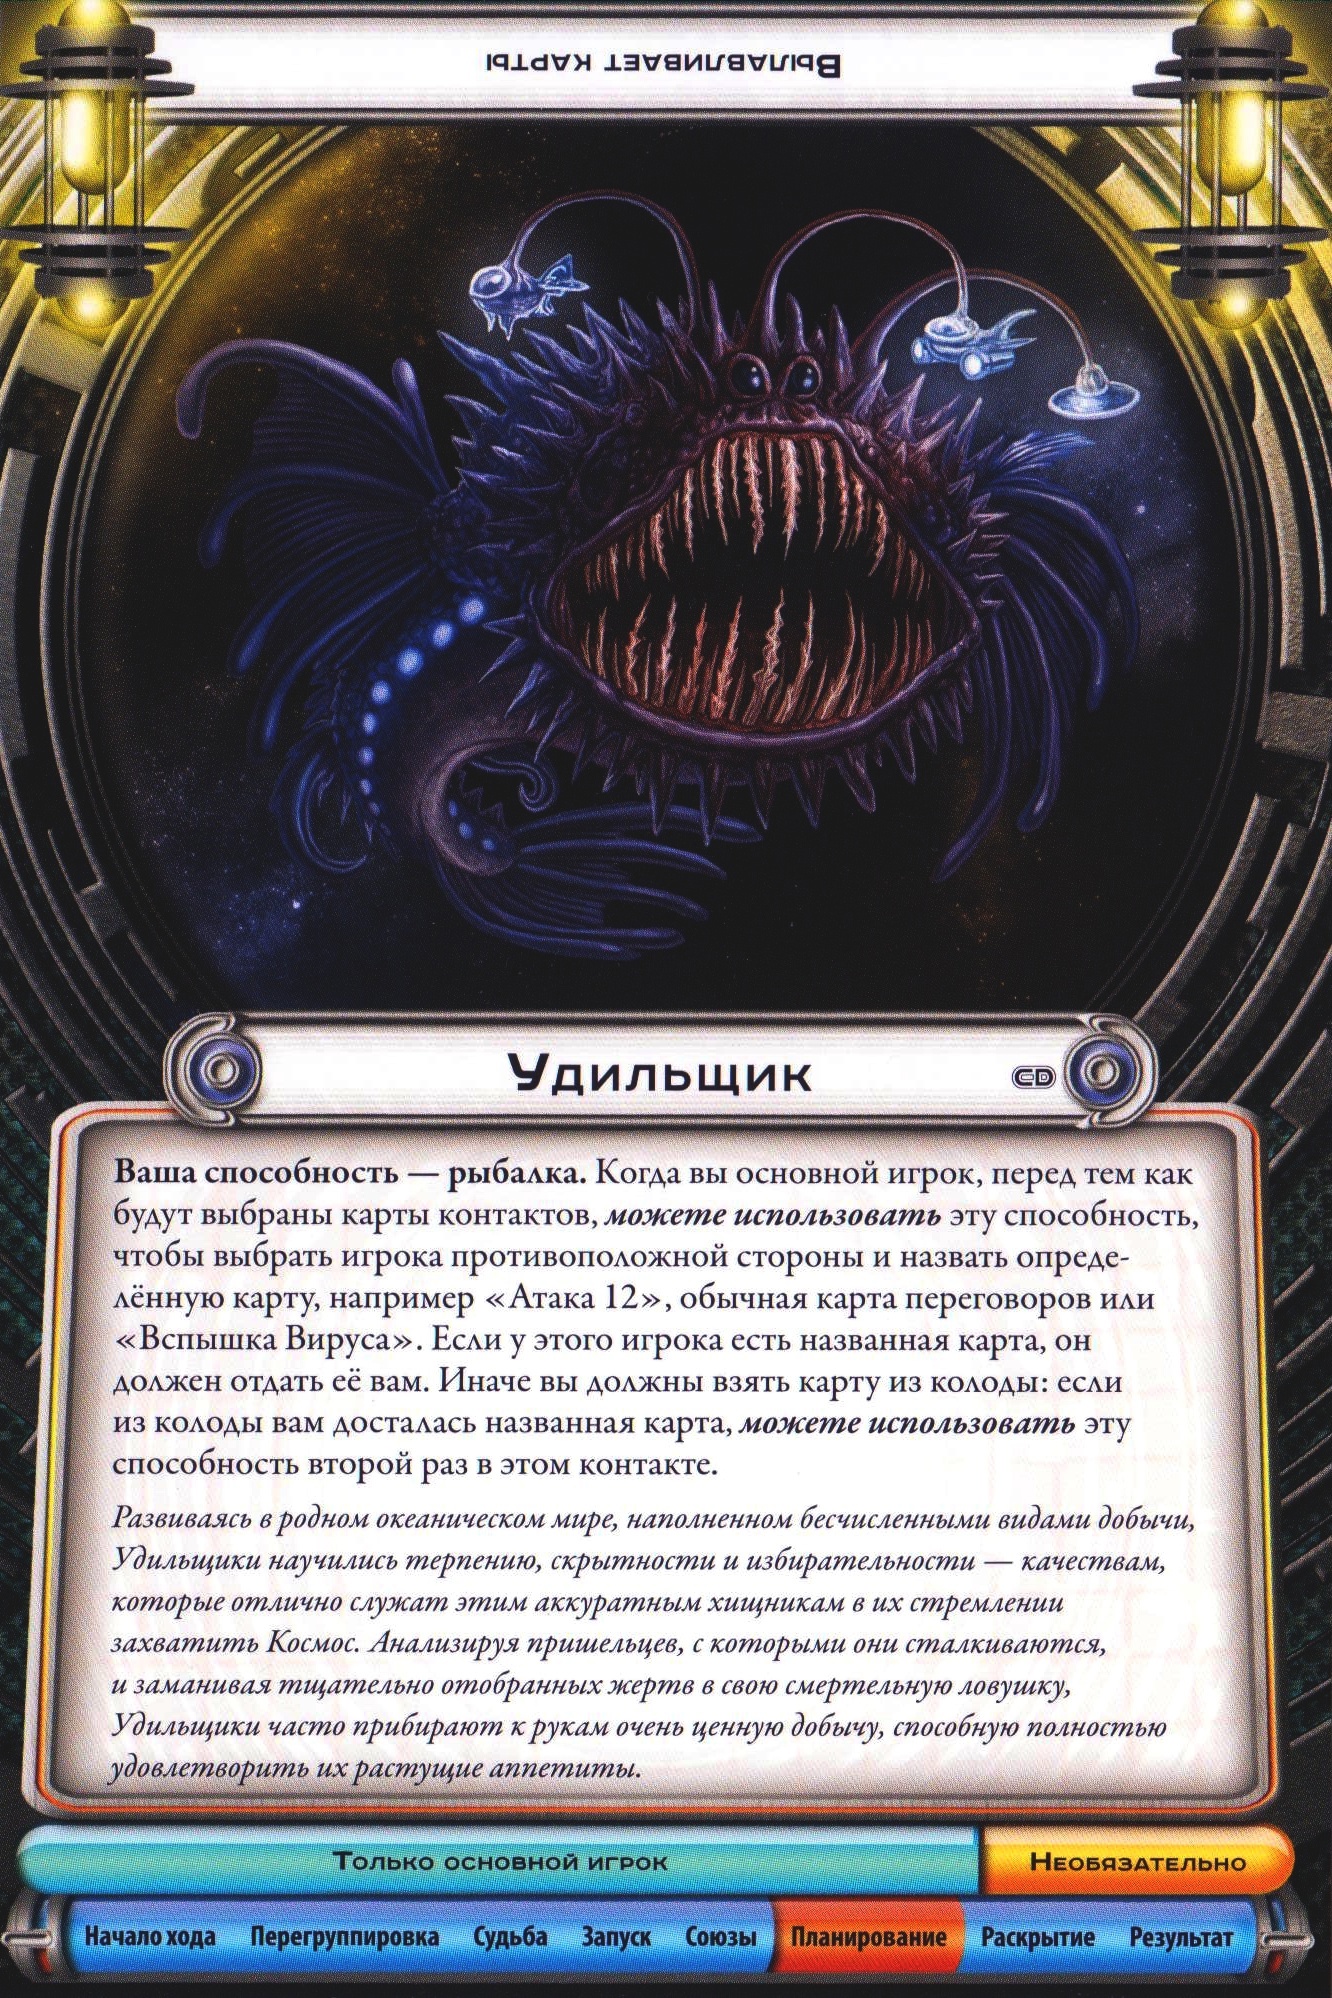 Вылавливает карты
Удильщик
CD
Ваша способность — рыбалка. Когда вы основной игрок, перед тем как
будут выбраны карты контактов, можете использовать эту способность,
чтобы выбрать игрока противоположной стороны и назвать опреде-
лённую карту, например «Атака 12», обычная карта переговоров или
«Вспышка Вируса». Если у этого игрока есть названная карта, он
должен отдать её вам. Иначе вы должны взять карту из колоды: если
из колоды вам досталась названная карта, можете использовать эту
способность второй раз в этом контакте.
Развиваясь в родном океаническом мире, наполненном бесчисленными видами добычи,
Удильщики научились терпению, скрытности и избирательности — качествам,
которые отлично служат этим аккуратным хищникам в их стремлении
захватить Космос. Анализируя пришельцев, с которыми они сталкиваются,
и заманивая тщательно отобранных жертв в свою смертельную ловушку,
Удильщики часто прибирают к рукам очень ценную добычу, способную полностью
удовлетворить их растущие аппетиты.
Только основной игрок Необязательно
Начало хода Перегруппировка Судьба Запуск Союзы Планирование Раскрытие Результат